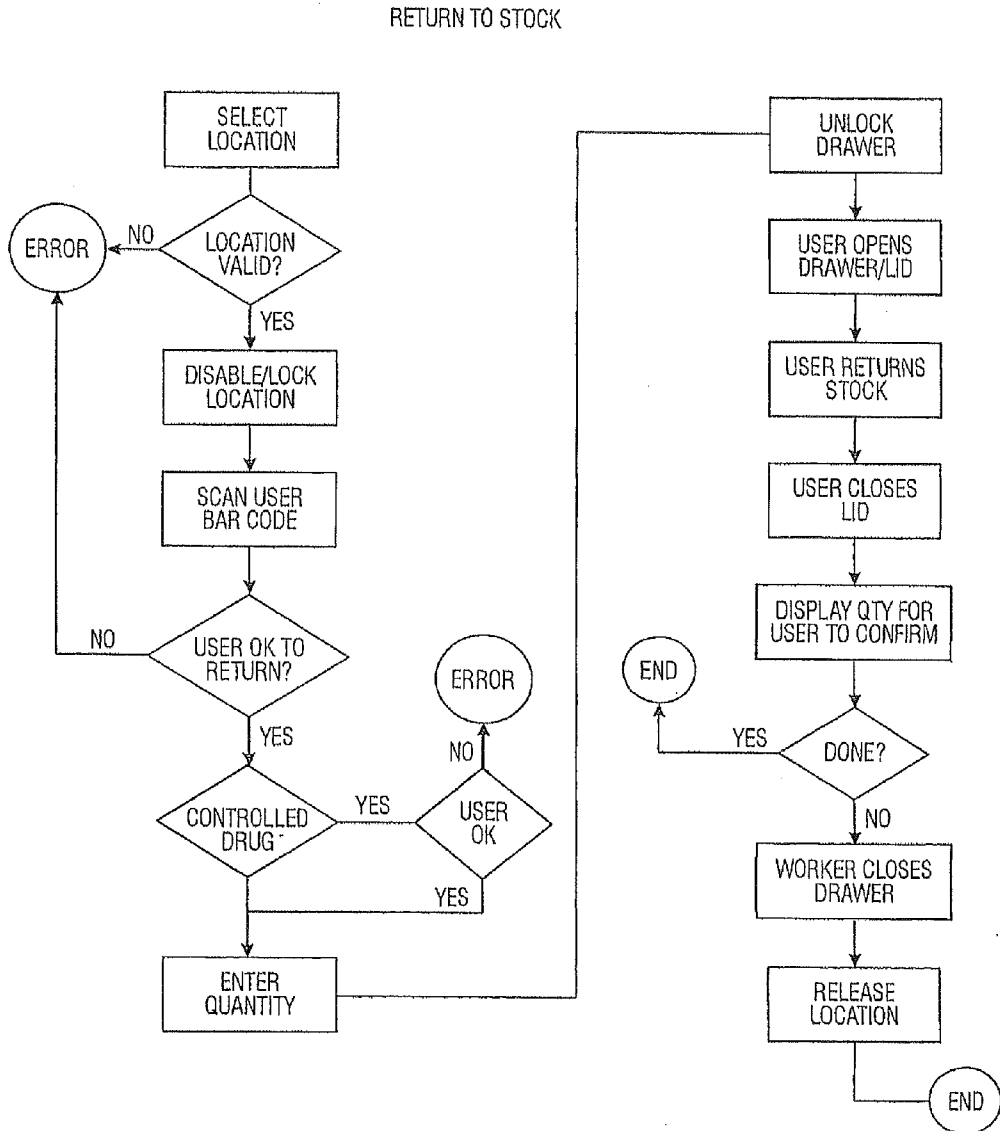 RETURN TO STOCK
SELECT
LOCATION
ERROR
NO
LOCATION
VALID?
YES
DISABLE/LOCK
LOCATION
SCAN USER
BAR CODE
NO
USER OK TO
RETURN?
YES
ERROR
NO
CONTROLLED
DRUG
YES
USER
OK
YES
ENTER
QUANTITY
UNLOCK
DRAWER
USER OPENS
DRAWER/LID
USER RETURNS
STOCK
USER CLOSES
LID
DISPLAY QTY FOR
USER TO CONFIRM
END
YES
DONE?
NO
WORKER CLOSES
DRAWER
RELEASE
LOCATION
END